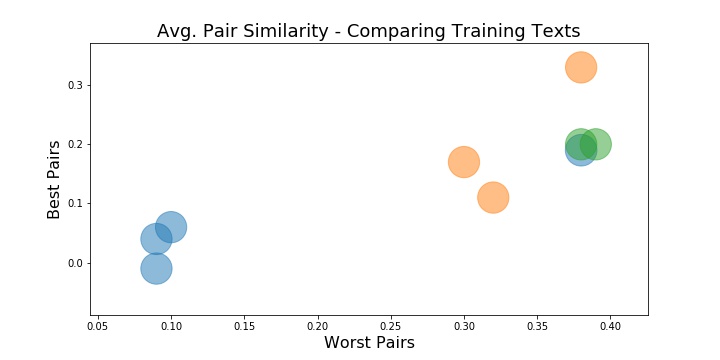 Avg. Pair Similarity - Comparing Training Texts
Best Pairs
0.3
0.2
0.1
0.0
0.05 0.10 0.15 0.20 0.25 0.30 0.35 0.40
Worst Pairs